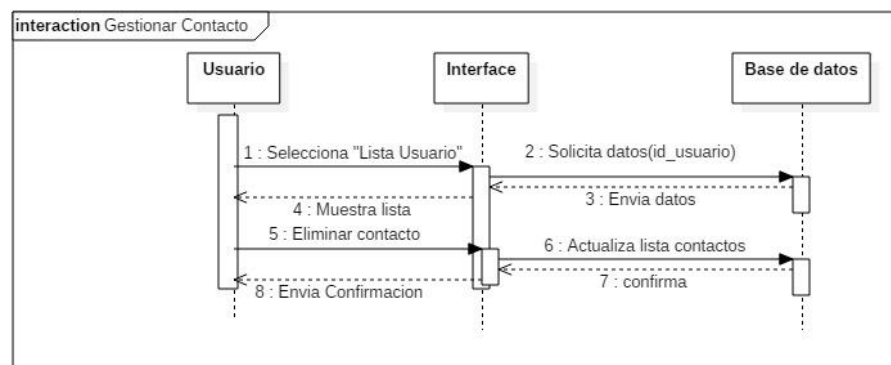 interaction Gestionar Contacto
Usuario
Interface
Base de datos
1 : Selecciona "Lista Usuario"
2 : Solicita datos(id_usuario)
3 : Envia datos
4 : Muestra lista
5 : Eliminar contacto
6 : Actualiza lista contactos
7 : confirma
8 : Envia Confirmacion